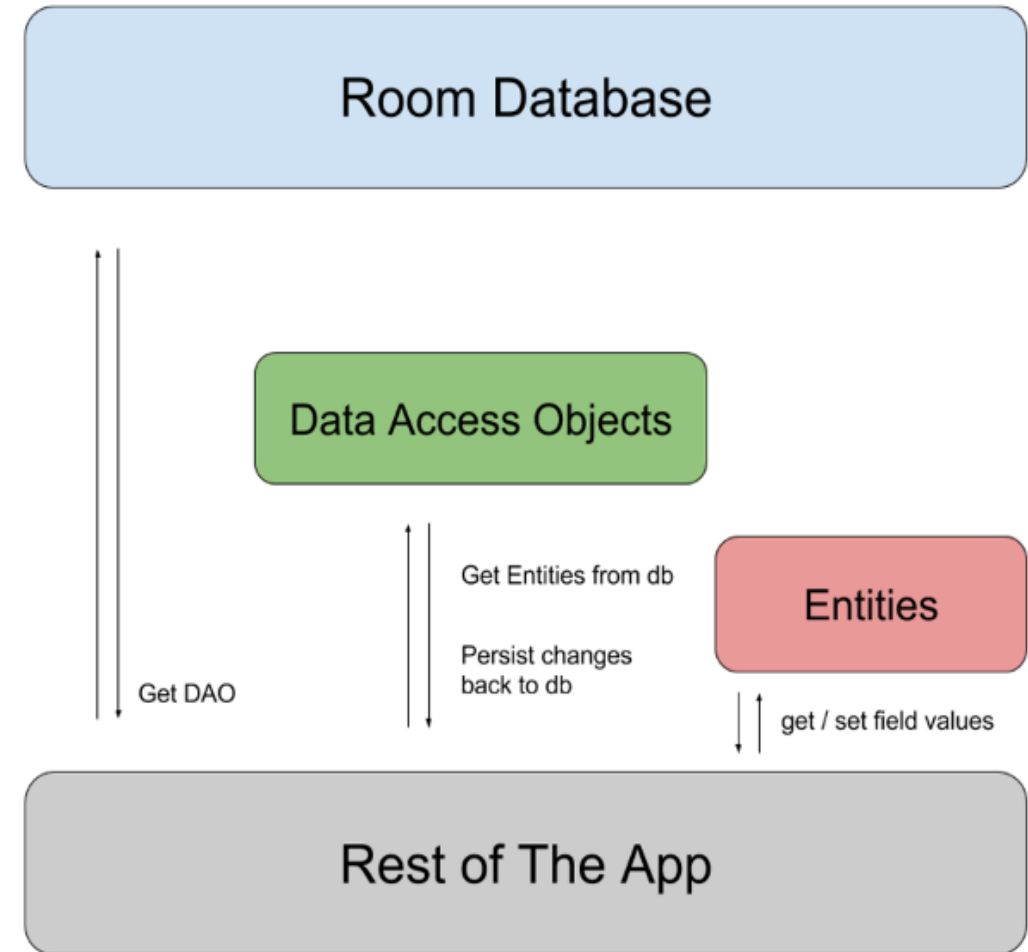 Room Database
Data Access Objects
Get Entities from db
Entities
Persist changes
back to db
Get DAO
get / set field values
Rest of The App